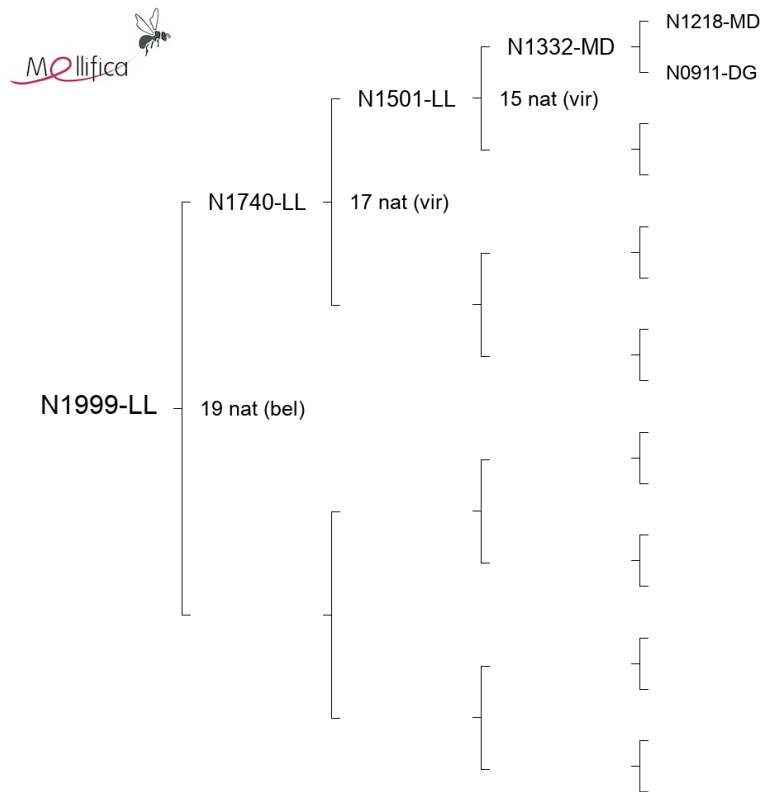 Mellifica
N1218-MD
N1332-MD
N0911-DG
N1501-LL
15 nat (vir)
N1740-LL
17 nat (vir)
N1999-LL
19 nat (bel)